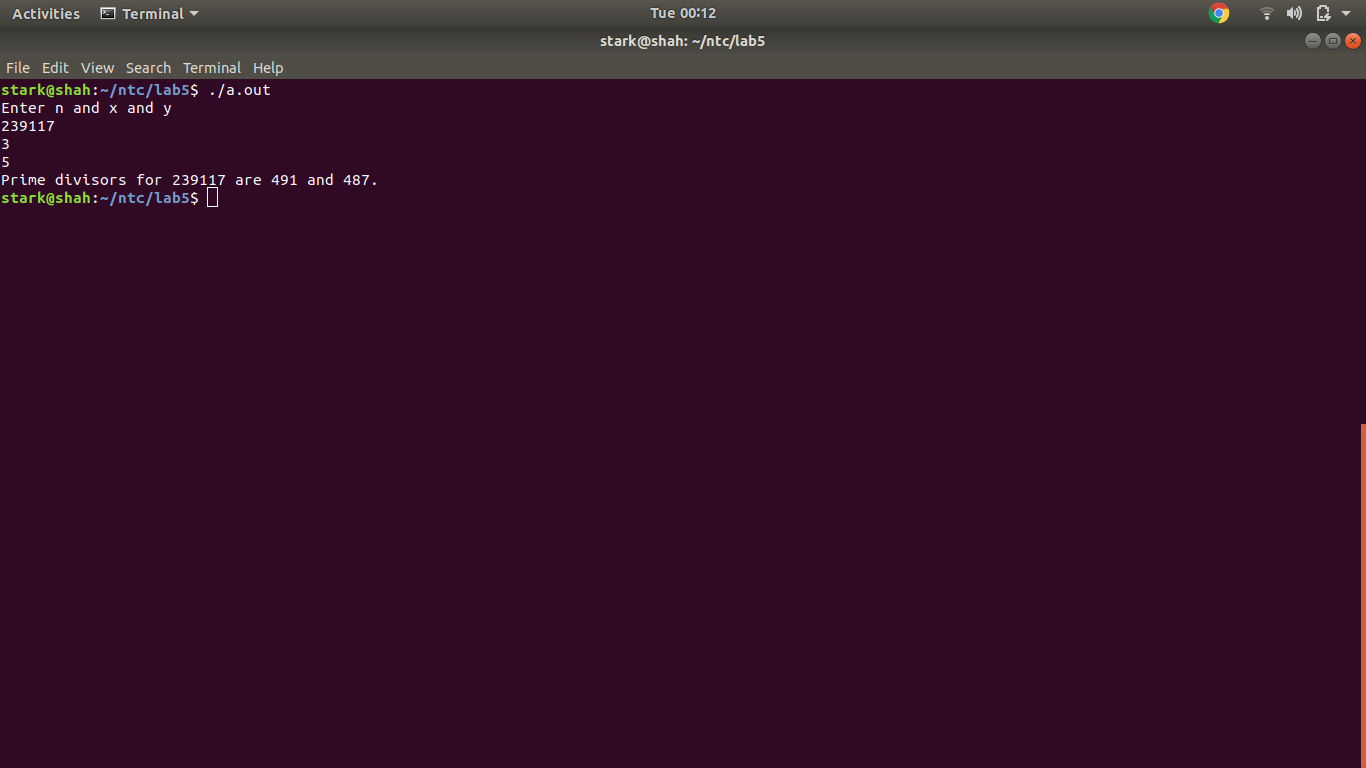 Activities Terminal Tue 00:12
stark@shah: ~/ntc/lab5
File Edit View Search Terminal Help
stark@shah:~/ntc/lab5$ ./a.out
Enter n and x and y
239117
3
5
Prime divisors for 239117 are 491 and 487.
stark@shah:~/ntc/lab5$